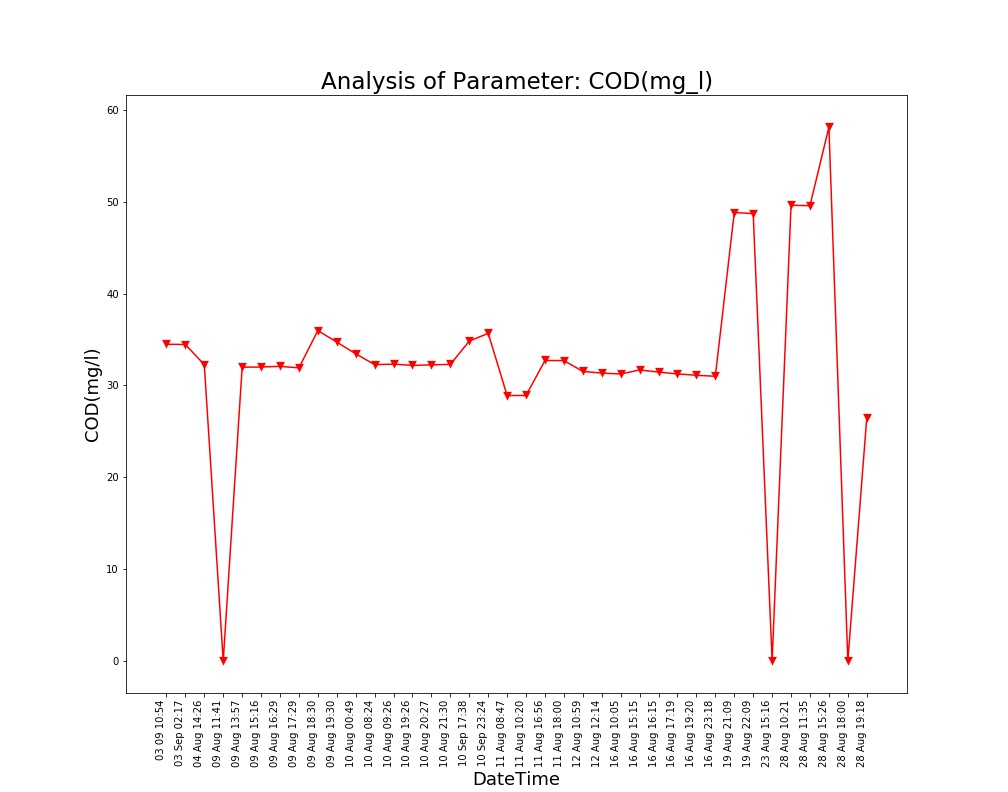 Analysis of Parameter: COD(mg_l)
60
50
40
30
20
10
0
COD(mg/l)
03 09 10:54
03 Sep 02:17
04 Aug 14:26
09 Aug 11:41
09 Aug 13:57
09 Aug 15:16
09 Aug 16:29
09 Aug 17:29
09 Aug 18:30
09 Aug 19:30
10 Aug 00:49
10 Aug 08:24
10 Aug 09:26
10 Aug 19:26
10 Aug 20:27
10 Aug 21:30
10 Sep 17:38
10 Sep 23:24
11 Aug 08:47
11 Aug 10:20
11 Aug 16:56
11 Aug 18:00
12 Aug 10:59
12 Aug 12:14
16 Aug 10:05
16 Aug 15:15
16 Aug 16:15
16 Aug 17:19
16 Aug 19:20
16 Aug 23:18
19 Aug 21:09
19 Aug 22:09
23 Aug 15:16
28 Aug 10:21
28 Aug 11:35
28 Aug 15:26
28 Aug 18:00
28 Aug 19:18
DateTime